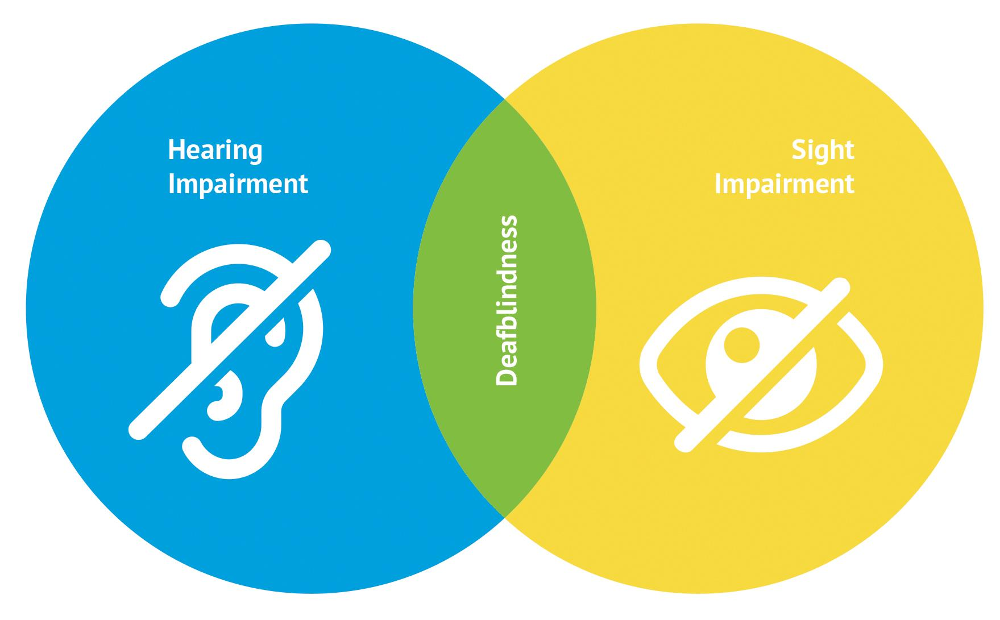 Hearing
Impairment
Deafblindness
Sight
Impairment